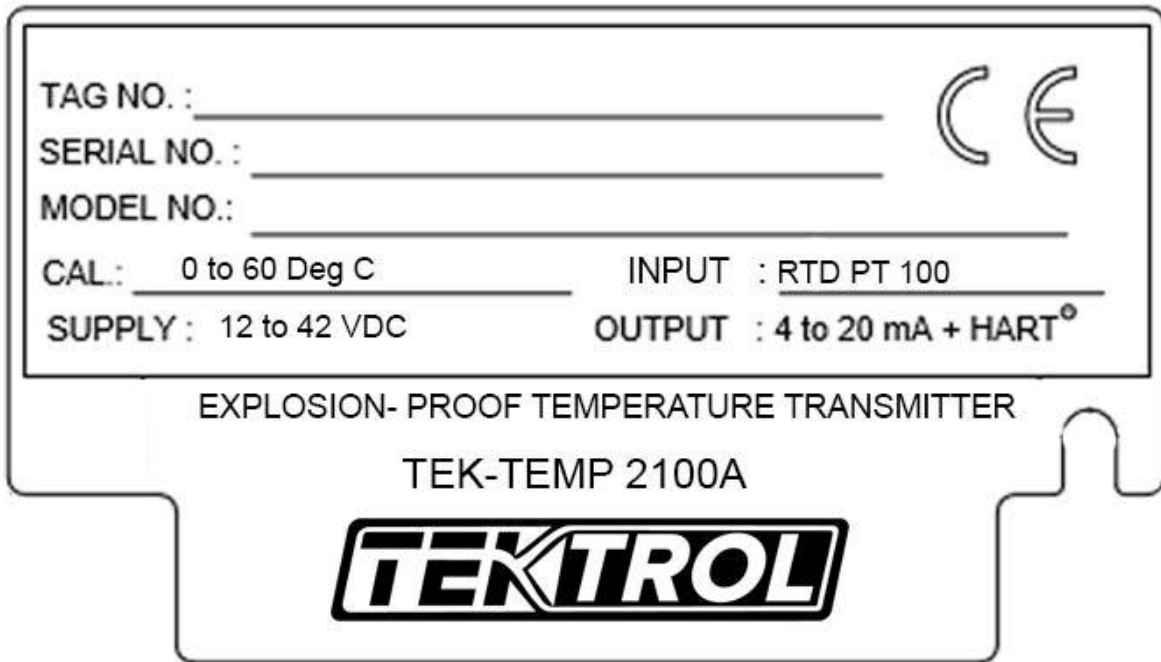 TAG NO. :
CE
SERIAL NO. :
MODEL NO.:
CAL.: 0 to 60 Deg C INPUT : RTD PT 100
SUPPLY : 12 to 42 VDC OUTPUT : 4 to 20 mA + HART®
EXPLOSION- PROOF TEMPERATURE TRANSMITTER
TEK-TEMP 2100A
TEKTROL